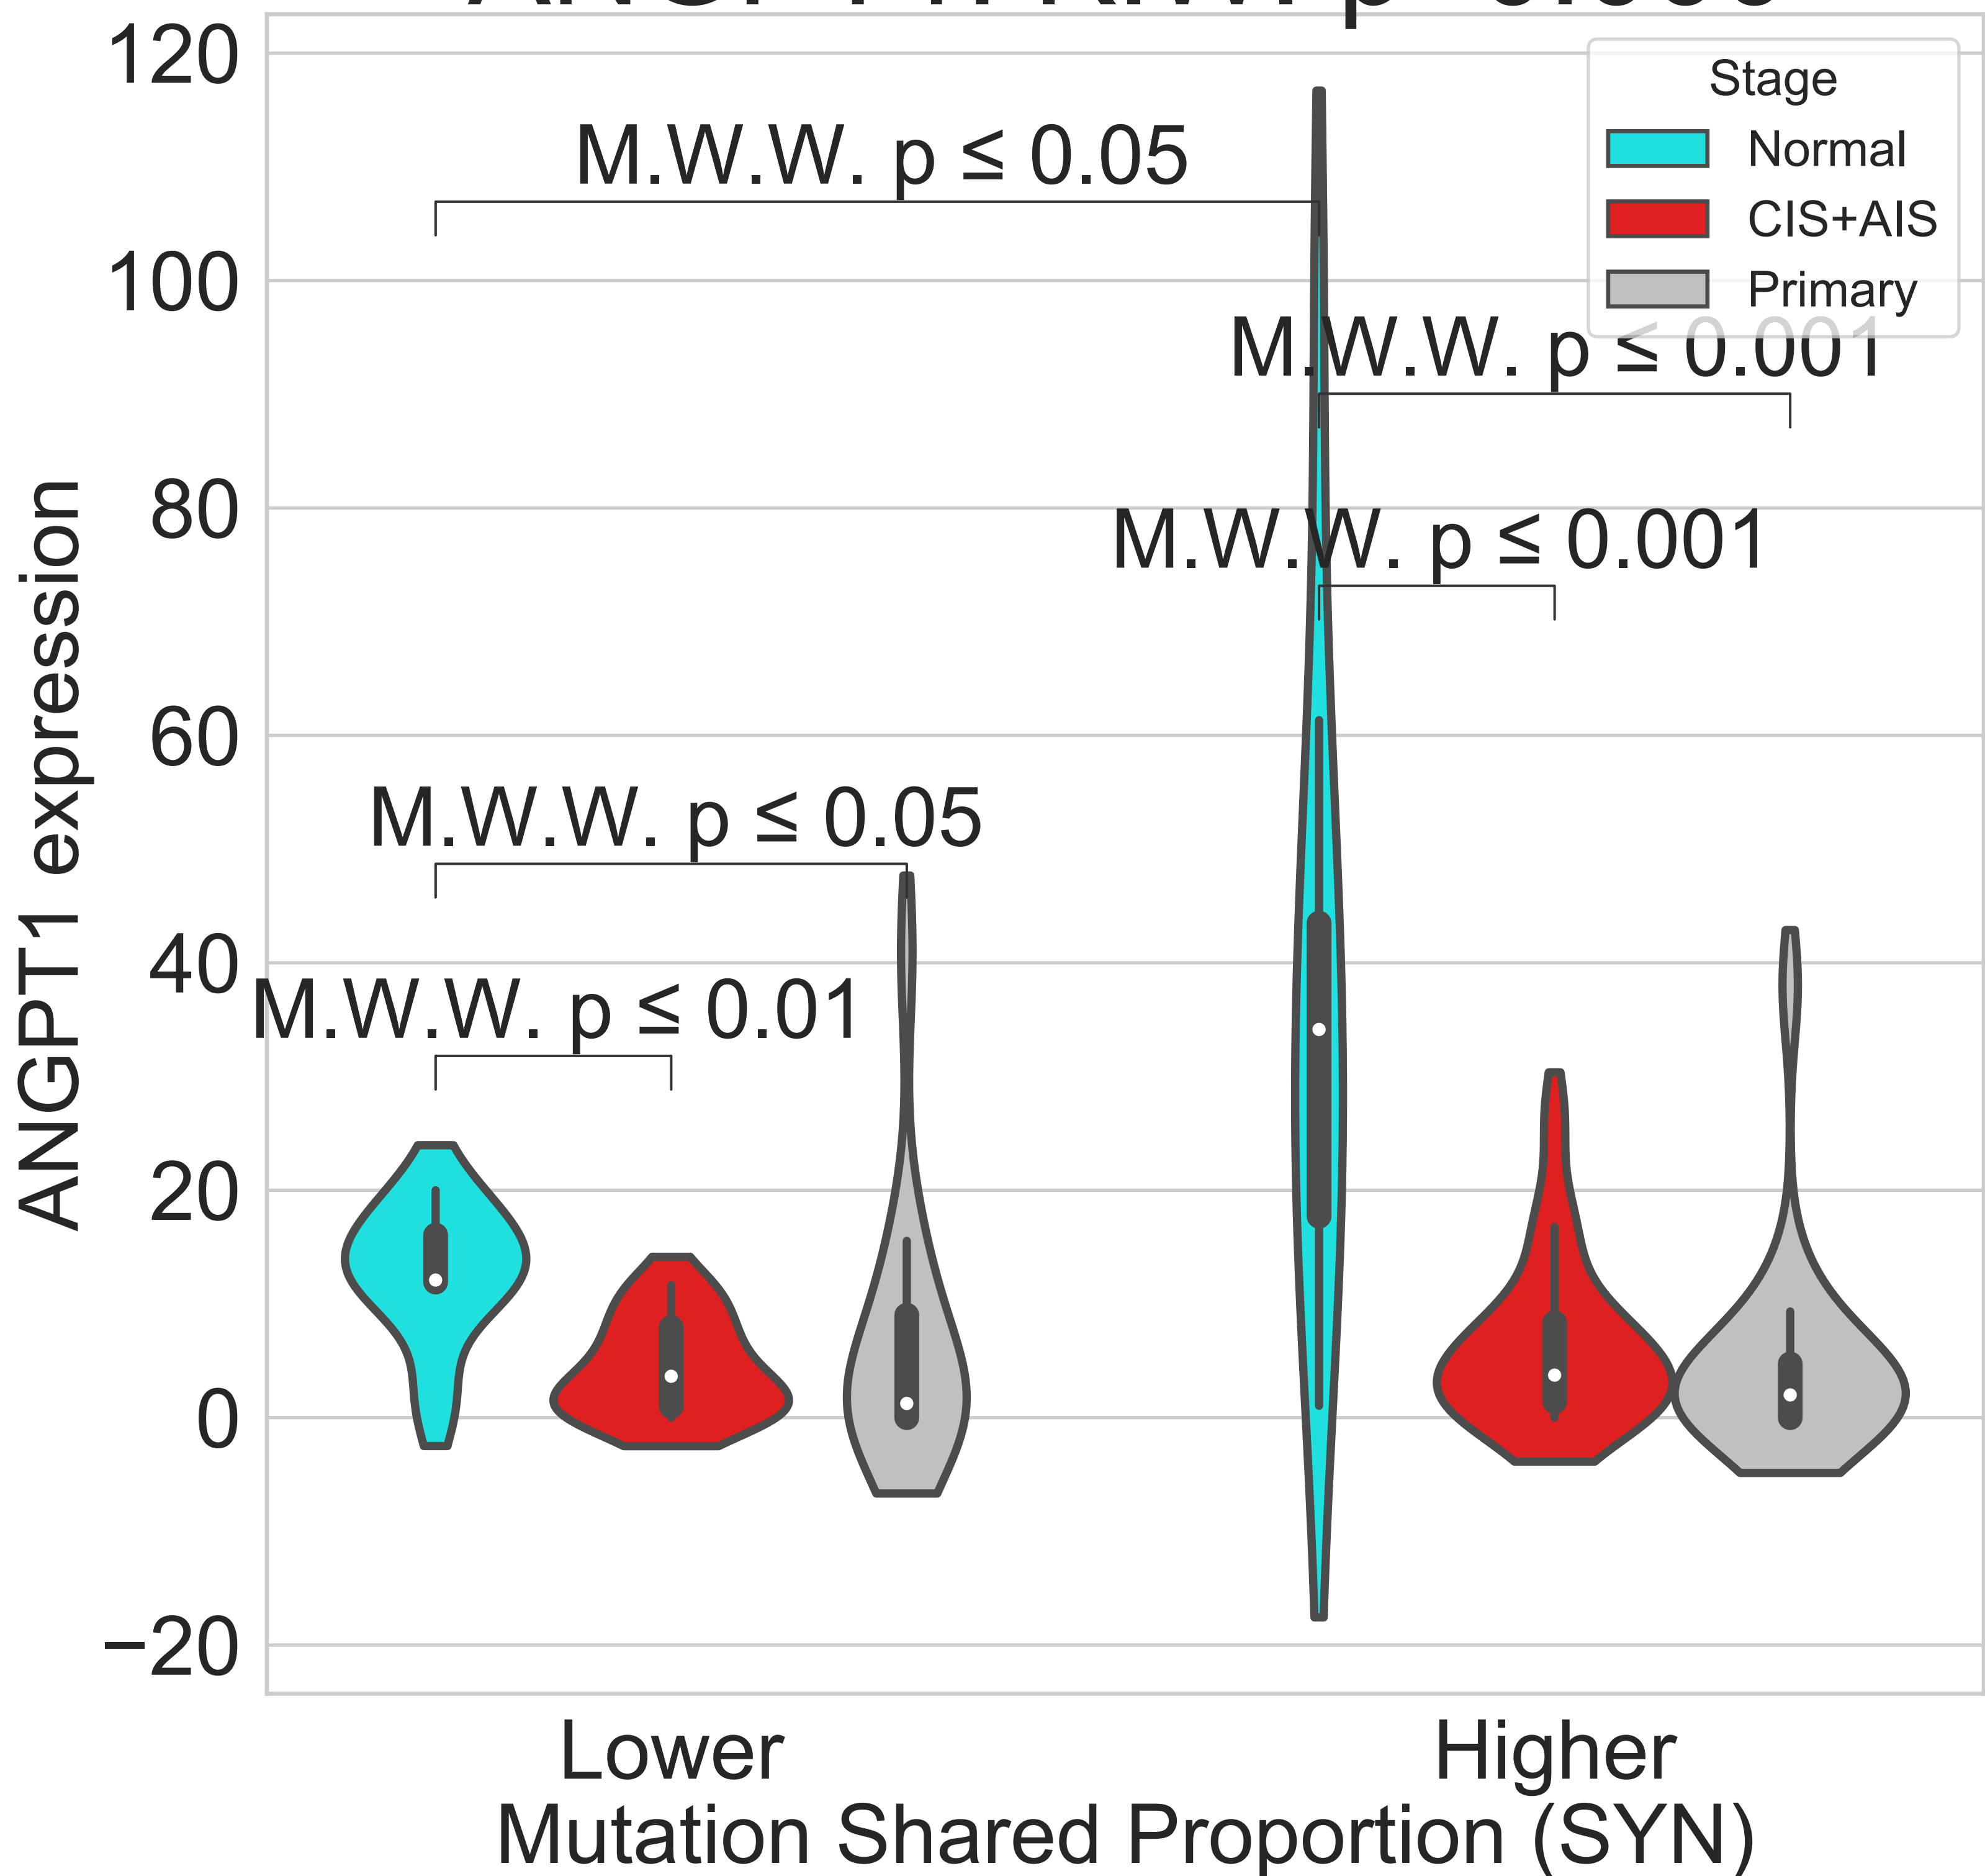 120
100
80
60
40
20
0
−20
ANGPT1 expression
Stage
Normal
CIS+AIS
Primary
M.W.W. p ≤ 0.05
M.W.W. p ≤ 0.001
M.W.W. p ≤ 0.001
M.W.W. p ≤ 0.05
M.W.W. p ≤ 0.01
Lower
Higher
Mutation Shared Proportion (SYN)